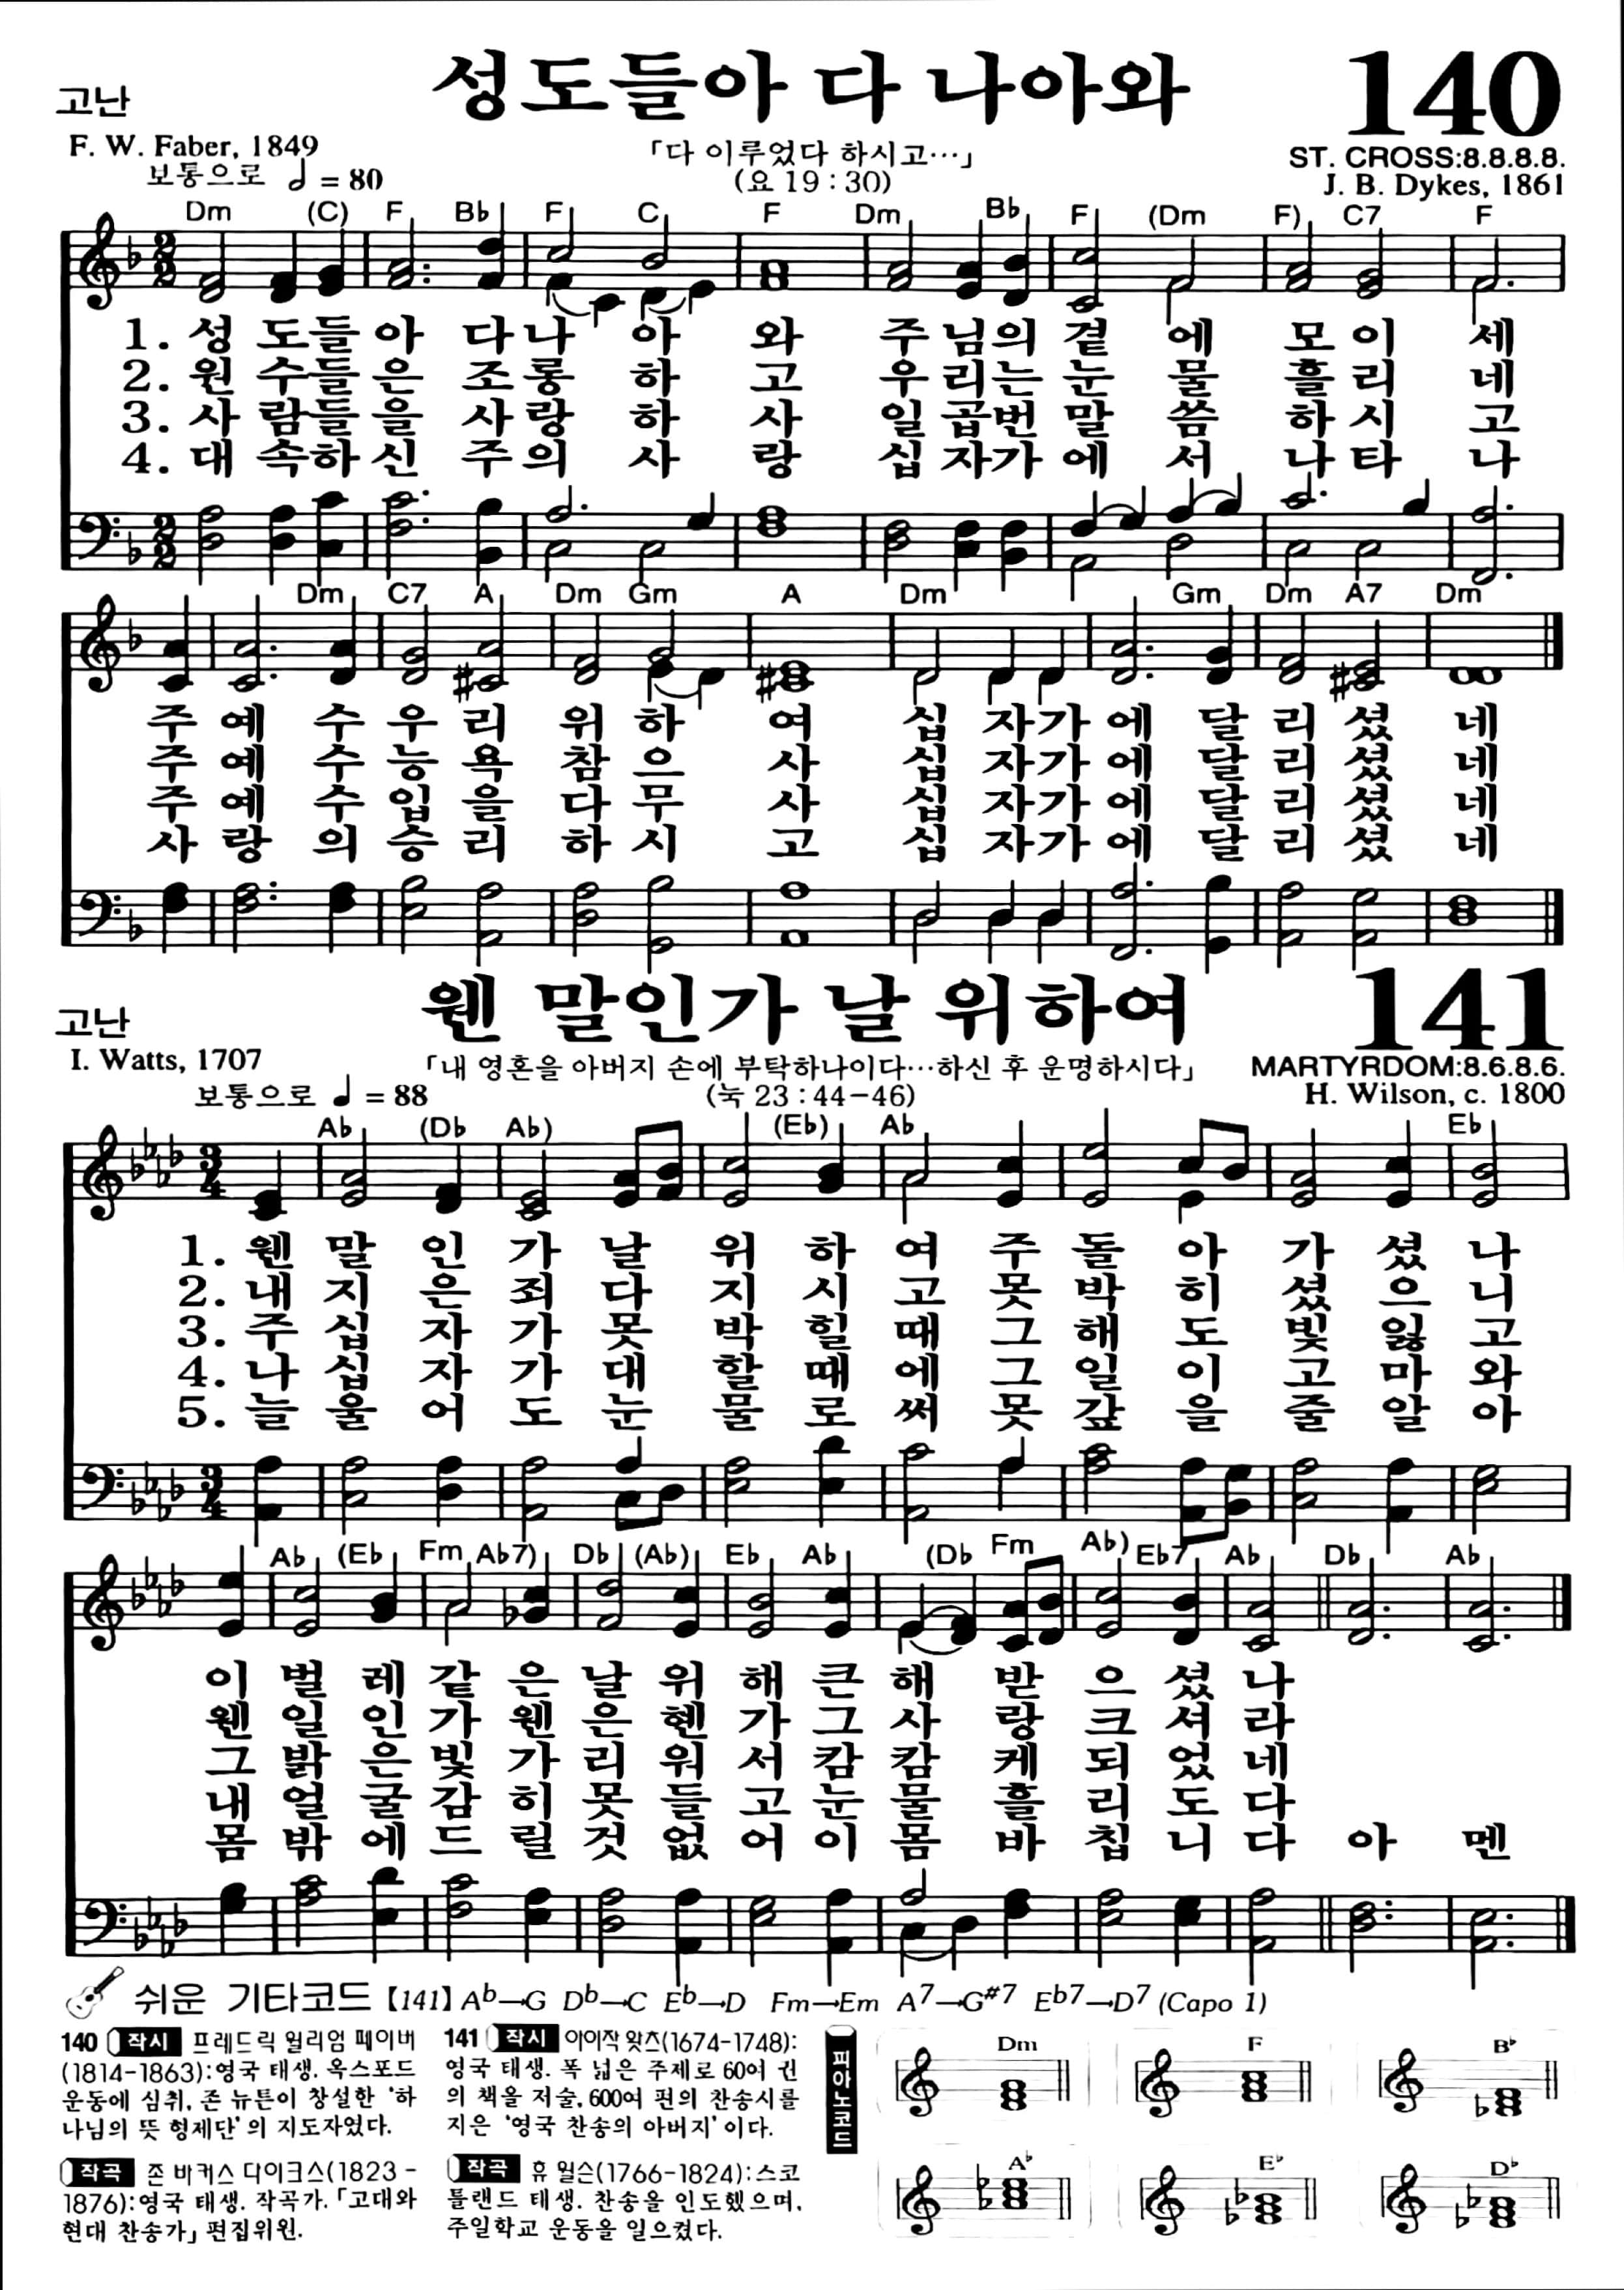 고난
성도들아 다 나아와
140
F. W. Faber, 1849
「다 이루었다 하시고…」
ST. CROSS:8.8.8.8.
보통으로 = 80
(요 19 : 30)
J. B. Dykes, 1861
Dm (C) F B♭ F C F Dm B♭ F (Dm F) C7 F
1. 성 도들 아 다 나 아 와 주 님의 곁 에 모 이 세
2. 원 수들 은 조 롱 하 고 우 리는 눈 물 흘 리 네
3. 사 람들 을 사 랑 하 사 일 곱번 말 씀 하 시 고
4. 대 속하 신 주 의 사 랑 십 자가 에 서 나 타 나
Dm C7 A Dm Gm A Dm Gm Dm A7 Dm
주 예 수 우 리 위 하 여 십 자가 에 달 리 셨 네
주 예 수 능 욕 참 으 사 십 자가 에 달 리 셨 네
주 예 수 입 을 다 무 사 십 자가 에 달 리 셨 네
사 랑 의 승 리 하 시 고 십 자가 에 달 리 셨 네
고난
웬 말인가 날 위하여
141
I. Watts, 1707
「내 영혼을 아버지 손에 부탁하나이다…하신 후 운명하시다」
MARTYRDOM:8.6.8.6.
보통으로 = 88
(눅 23 : 44-46)
H. Wilson, c. 1800
A♭ (D♭ A♭) (E♭) A♭ E♭
1. 웬 말 인 가 날 위 하 여 주 돌 아 가 셨 나
2. 내 지 은 죄 다 지 시 고 못 박 히 셨 으 니
3. 주 십 자 가 못 박 힐 때 그 해 도 빛 잃 고
4. 나 십 자 가 대 할 때 에 그 일 이 고 마 와
5. 늘 울 어 도 눈 물 로 써 못 갚 을 줄 알 아
A♭ (E♭ Fm A♭7) D♭ (A♭) E♭ A♭ (D♭ Fm A♭) E♭7 A♭ D♭ A♭
이 벌 레 같 은 날 위 해 큰 해 받 으 셨 나
웬 일 인 가 웬 은 헨 가 그 사 랑 크 셔 라
그 밝 은 빛 가 리 워 서 캄 캄 케 되 었 네
내 얼 굴 감 히 못 들 고 눈 물 흘 리 도 다
몸 밖 에 드 릴 것 없 어 이 몸 바 칩 니 다 아 멘
쉬운 기타코드 【141】 A♭→G D♭→C E♭→D Fm→Em A7→G#7 E♭7→D7 (Capo 1)
140 작시 프레드릭 윌리엄 페이버
(1814-1863):영국 태생. 옥스포드
운동에 심취, 존 뉴튼이 창설한 '하
나님의 뜻 형제단'의 지도자였다.
작곡 존 바커스 다이크스(1823-
1876):영국 태생. 작곡가.「고대와
현대 찬송가」편집위원.
141 작시 아이작 왓츠(1674-1748):
영국 태생. 폭 넓은 주제로 60여 권
의 책을 저술, 600여 편의 찬송시를
지은 '영국 찬송의 아버지'이다.
작곡 휴 윌슨(1766-1824):스코
틀랜드 태생. 찬송을 인도했으며,
주일학교 운동을 일으켰다.
피아노코드
Dm F B♭
A♭ E♭ D♭